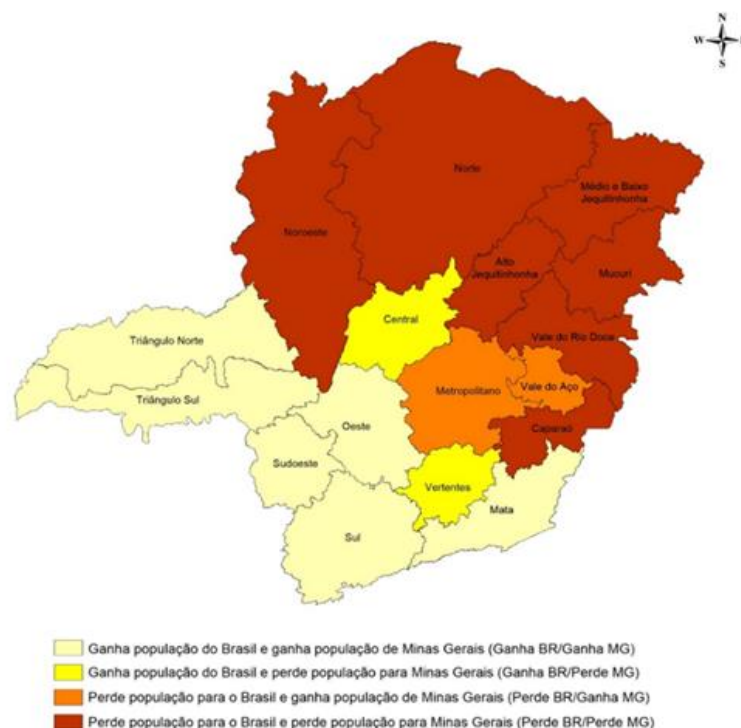 N
W
S
Norte
Médio e Baixo
Jequitinhonha
Noroeste
Alto
Jequitinhonha
Mucuri
Central
Vale do Rio Doce
Triângulo Norte
Metropolitano
Vale do Aço
Triângulo Sul
Oeste
Caparaó
Sudoeste
Vertentes
Mata
Sul
Ganha população do Brasil e ganha população de Minas Gerais (Ganha BR/Ganha MG)
Ganha população do Brasil e perde população para Minas Gerais (Ganha BR/Perde MG)
Perde população para o Brasil e ganha população de Minas Gerais (Perde BR/Ganha MG)
Perde população para o Brasil e perde população para Minas Gerais (Perde BR/Perde MG)